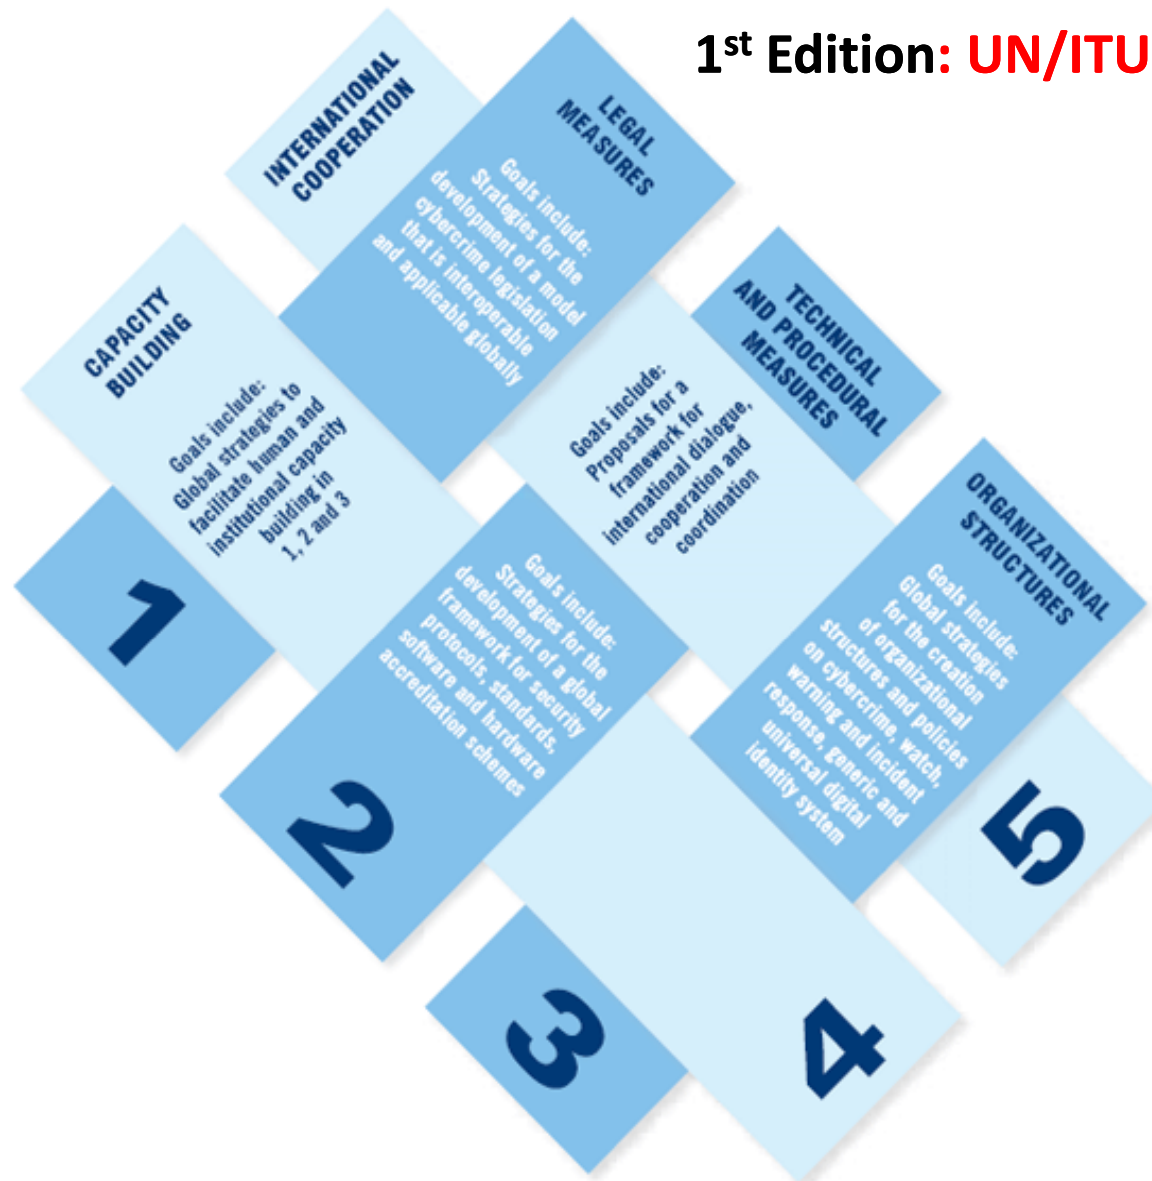 1st Edition: UN/ITU
INTERNATIONAL
COOPERATION
LEGAL
MEASURES
Goals include:
Strategies for the
development of a model
cybercrime legislation
that is interoperable
and applicable globally
CAPACITY
BUILDING
Goals include:
Global strategies to
facilitate human and
institutional capacity
building in
1, 2 and 3
TECHNICAL
AND PROCEDURAL
MEASURES
Goals include:
Proposals for a
framework for
international dialogue,
cooperation and
coordination
ORGANIZATIONAL
STRUCTURES
Goals include:
Global strategies
for the creation
of organizational
structures and policies
on cybercrime, watch,
warning and incident
response, generic and
universal digital
identity system
1
Goals include:
Strategies for the
development of a global
framework for security
protocols, standards,
software and hardware
accreditation schemes
2
5
3
4